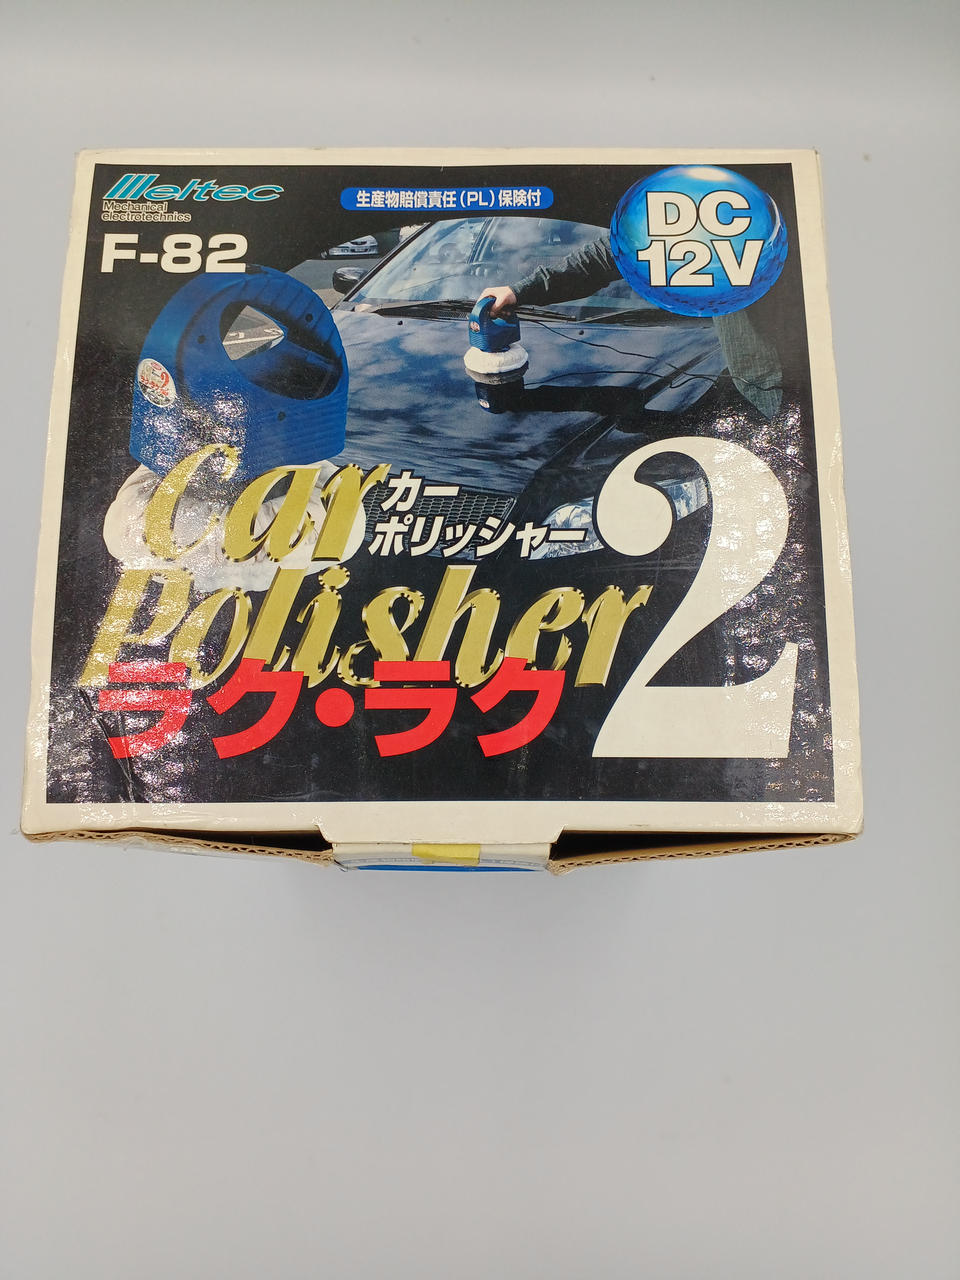 Meltec
Mechanical
electrotechnics
F-82
生産物賠償責任(PL)保険付
DC
12V
Car
カー
ポリッシャー
Polisher
2
ラク・ラク